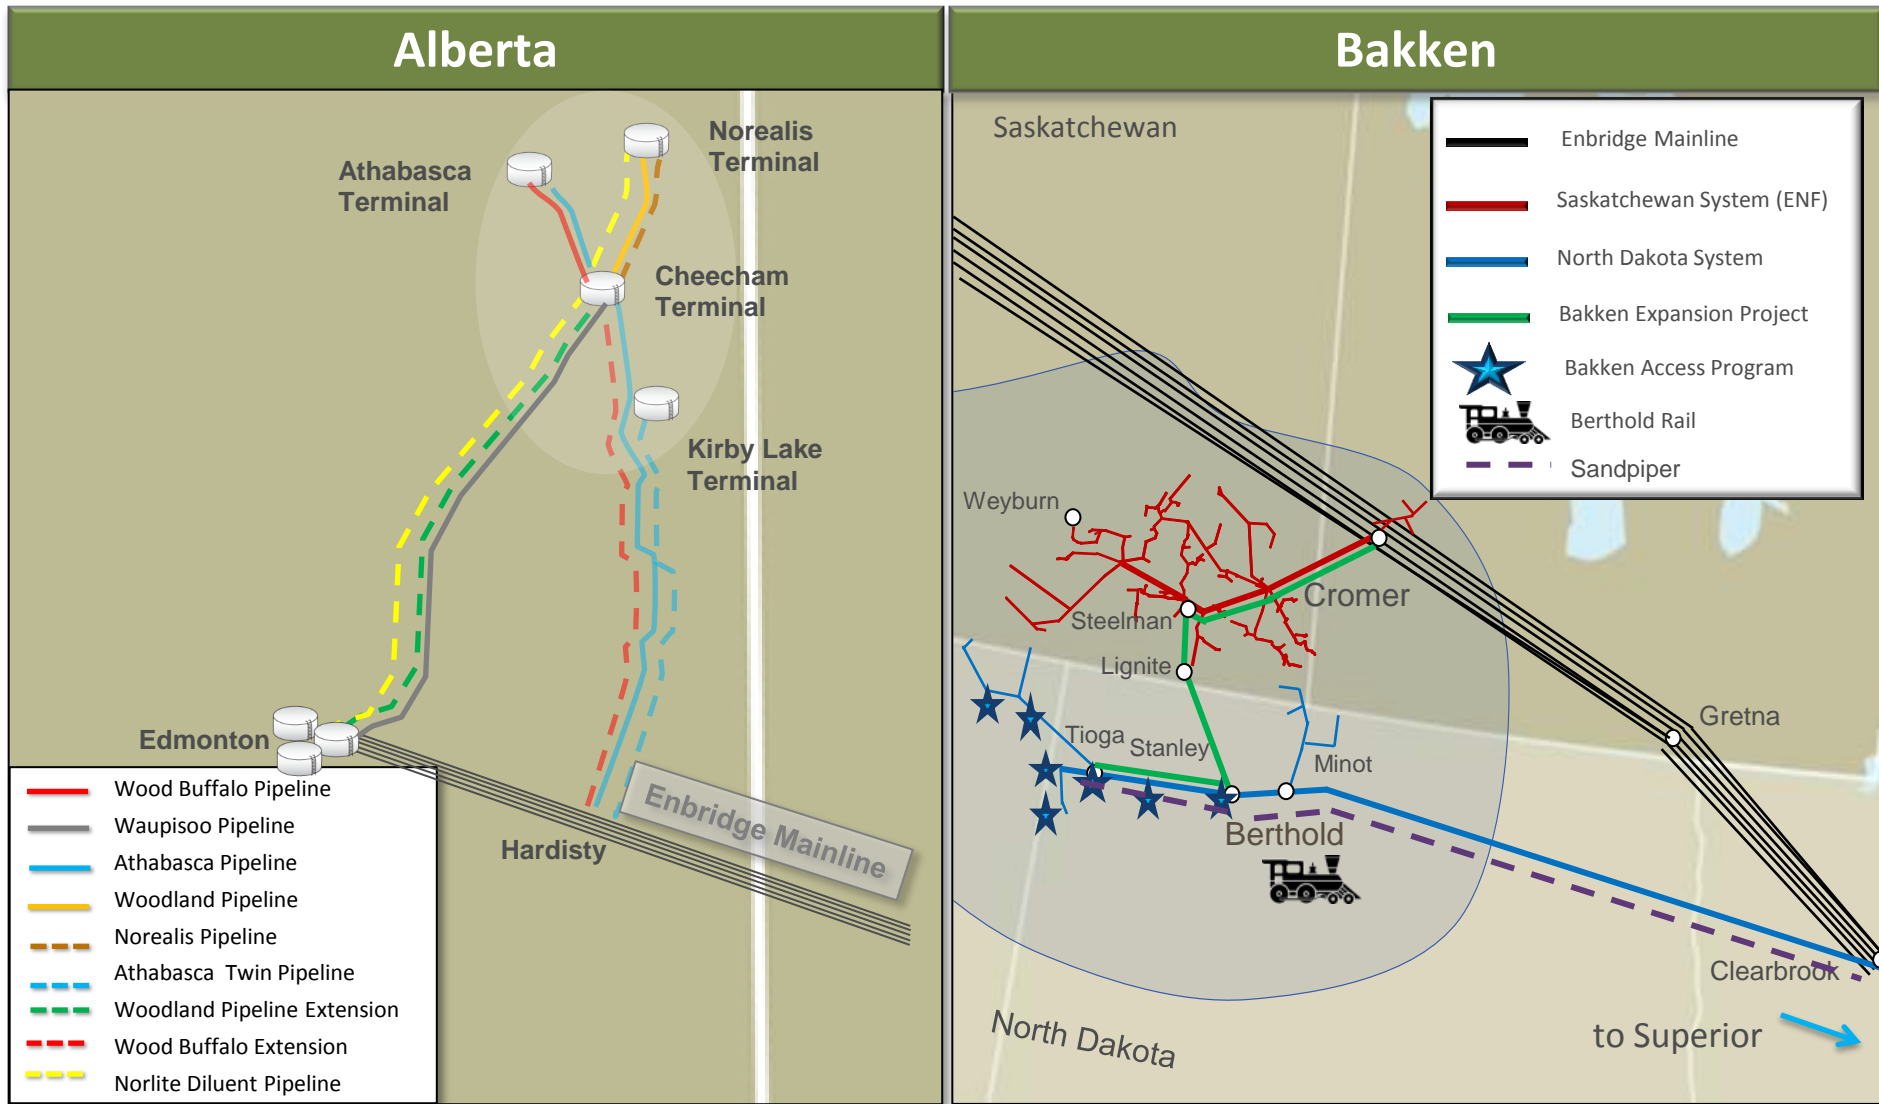 Alberta
Norealis
Terminal
Athabasca
Terminal
Cheecham
Terminal
Kirby Lake
Terminal
Edmonton
Hardisty
Enbridge Mainline
Wood Buffalo Pipeline
Waupisoo Pipeline
Athabasca Pipeline
Woodland Pipeline
Norealis Pipeline
Athabasca  Twin Pipeline
Woodland Pipeline Extension
Wood Buffalo Extension
Norlite Diluent Pipeline
Bakken
Saskatchewan
Enbridge Mainline
Saskatchewan System (ENF)
North Dakota System
Bakken Expansion Project
Bakken Access Program
Berthold Rail
Sandpiper
Weyburn
Cromer
Steelman
Lignite
Gretna
Tioga
Stanley
Minot
Berthold
Clearbrook
North Dakota
to Superior